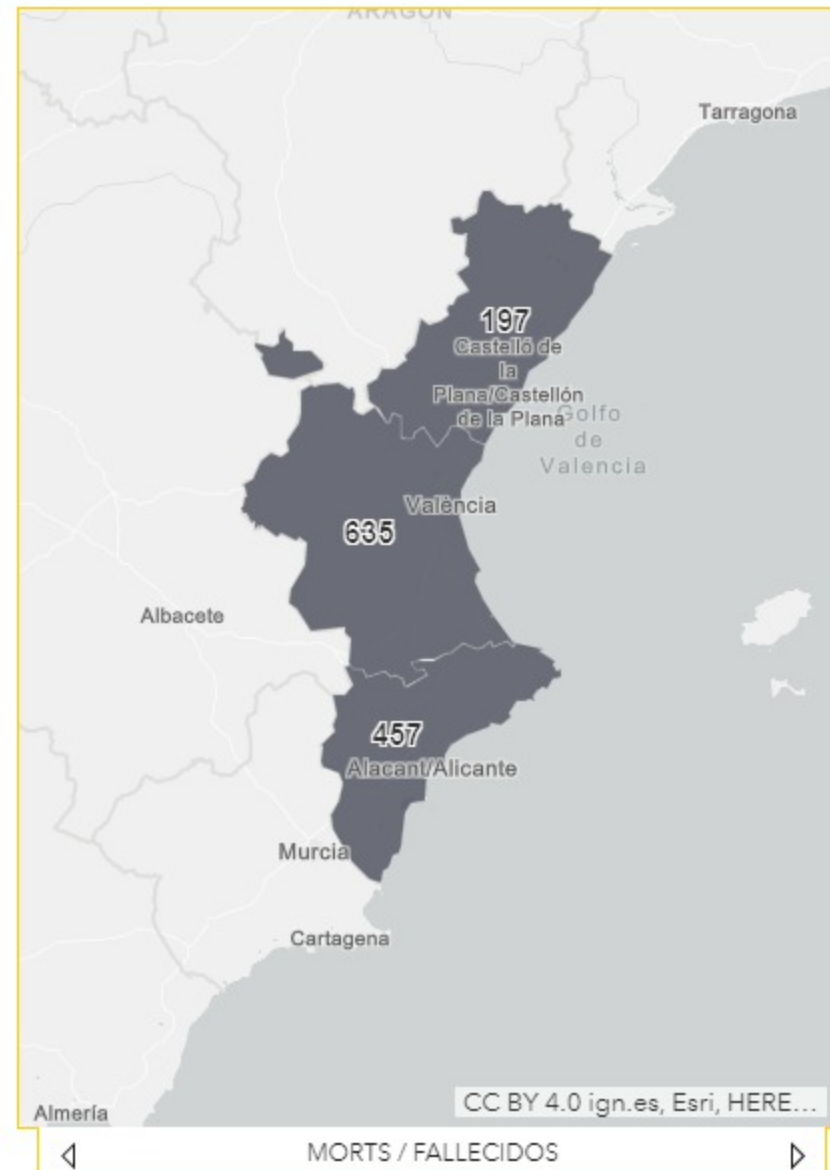 ARAGÓN
Tarragona
197
Castelló de
la
Plana/Castellón
de la Plana
Golfo
de
Valencia
València
635
Albacete
457
Alacant/Alicante
Murcia
Cartagena
Almería
CC BY 4.0 ign.es, Esri, HERE...
MORTS / FALLECIDOS